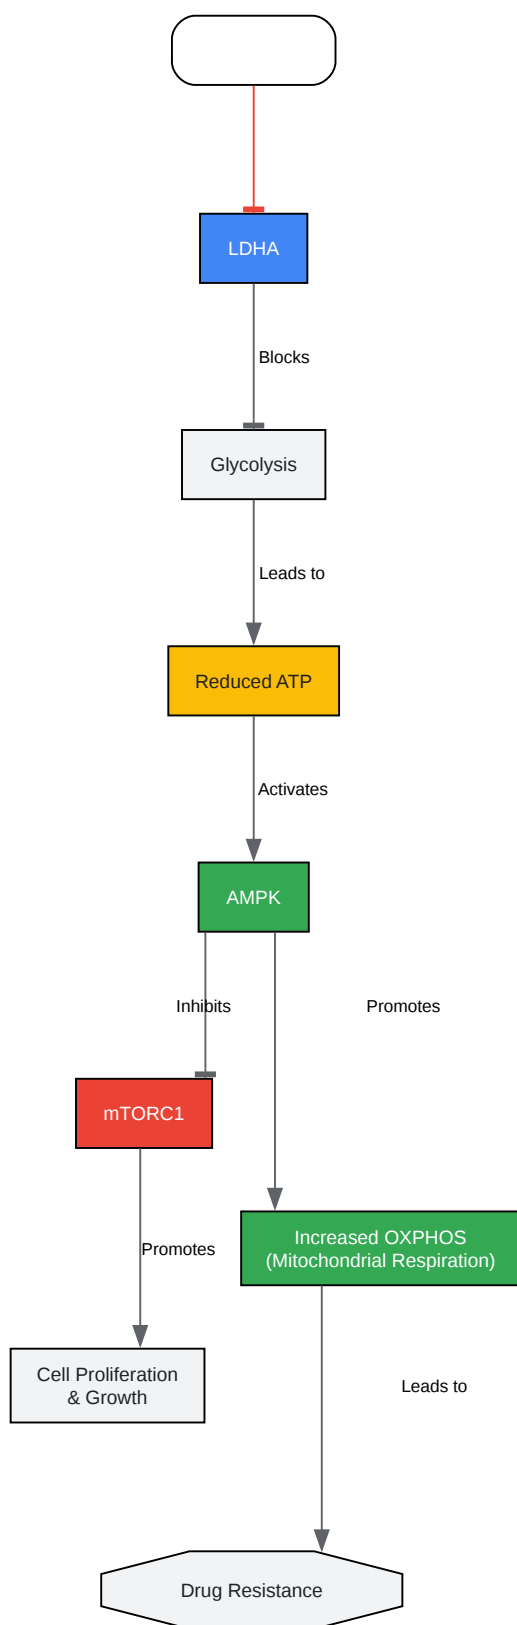 LDHA
Blocks
Glycolysis
Leads to
Reduced ATP
Activates
AMPK
Inhibits
Promotes
mTORC1
Increased OXPHOS
(Mitochondrial Respiration)
Promotes
Cell Proliferation
& Growth
Leads to
Drug Resistance